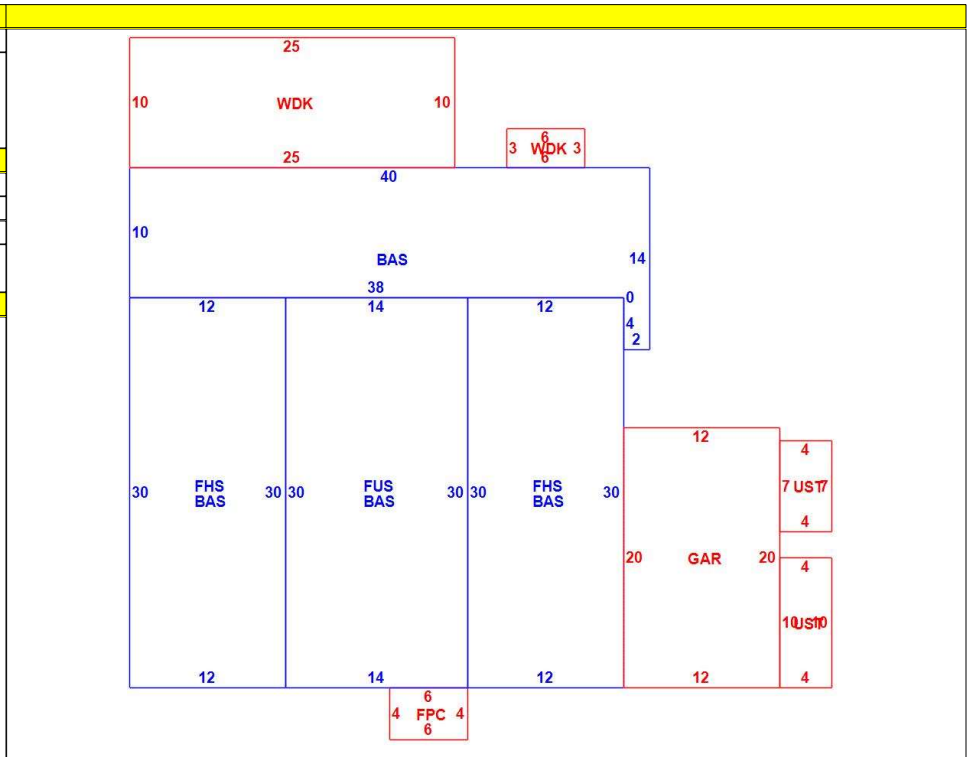 25
10 WDK 10
25
6
3 WDK 3
6
40
10
BAS 14
38
0
4
2
12 14 12
30 FHS 30 30 FUS 30 30 FHS 30
BAS BAS BAS
12 14 12
12
20 GAR 20
12
4
7 UST 7
4
4
10 UST 10
4
6
4 FPC 4
6